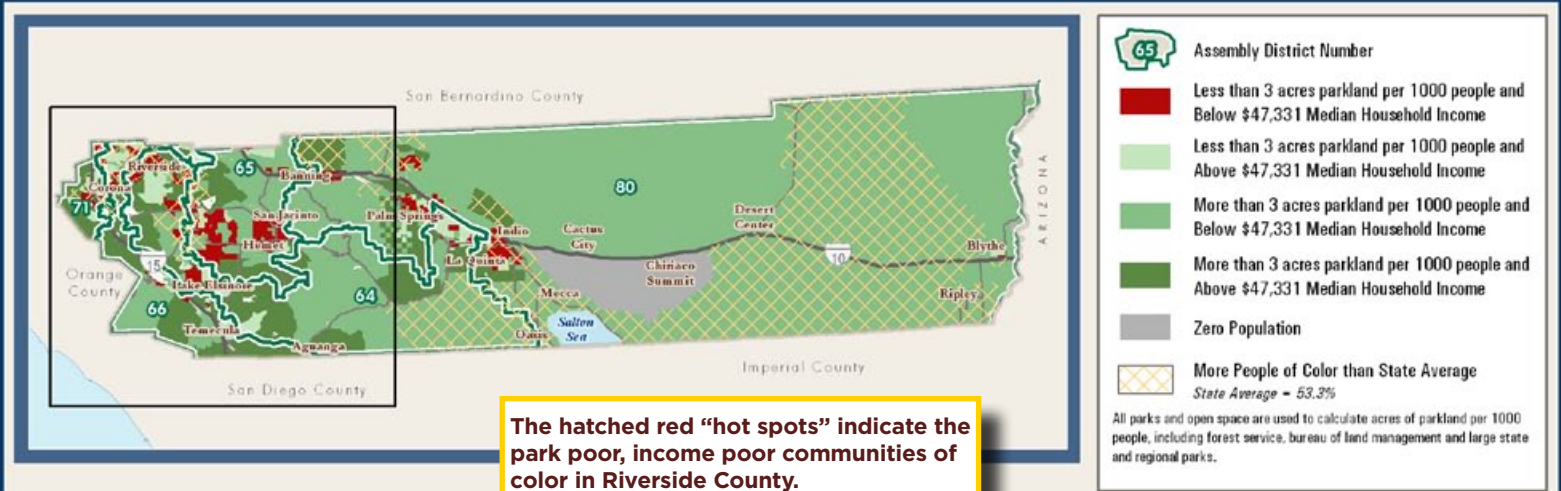 San Bernardino County
Riverside
65
Corona
Banning
80
71
ARIZONA
San Jacinto
Palm Springs
Desert
Center
Hemet
Indio
Cactus
City
Blythe
10
La Quinta
Orange
County
15
Chiriaco
Summit
Lake Elsinore
64
Mecca
Ripley
66
Salton
Sea
Temecula
Oasis
Aguanga
Imperial County
San Diego County
The hatched red “hot spots” indicate the
park poor, income poor communities of
color in Riverside County.
65
Assembly District Number
Less than 3 acres parkland per 1000 people and
Below $47,331 Median Household Income
Less than 3 acres parkland per 1000 people and
Above $47,331 Median Household Income
More than 3 acres parkland per 1000 people and
Below $47,331 Median Household Income
More than 3 acres parkland per 1000 people and
Above $47,331 Median Household Income
Zero Population
More People of Color than State Average
State Average = 53.3%
All parks and open space are used to calculate acres of parkland per 1000
people, including forest service, bureau of land management and large state
and regional parks.